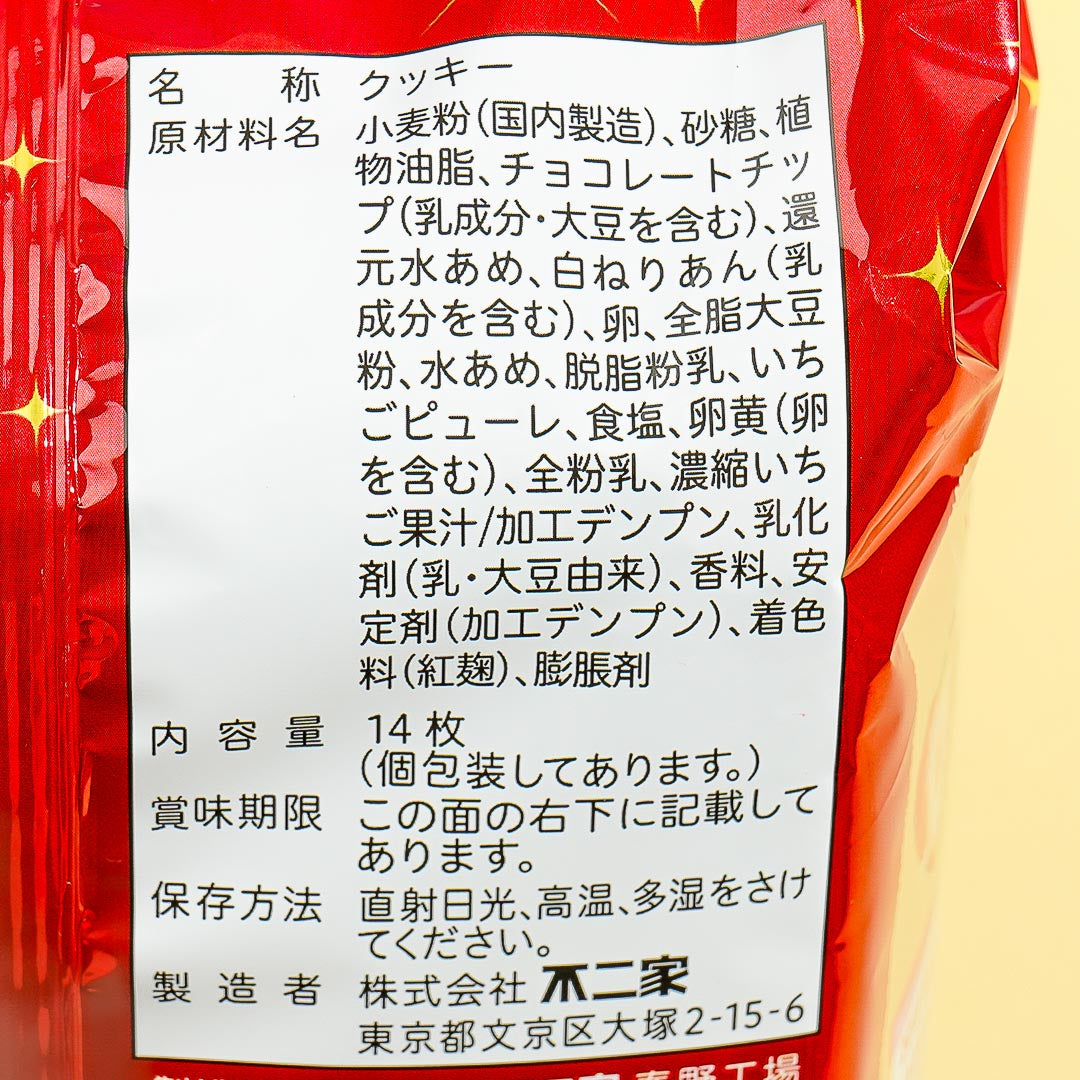 名称 クッキー
原材料名 小麦粉(国内製造)、砂糖、植
物油脂、チョコレートチッ
プ(乳成分・大豆を含む)、還
元水あめ、白ねりあん(乳
成分を含む)、卵、全脂大豆
粉、水あめ、脱脂粉乳、いち
ごピューレ、食塩、卵黄(卵
を含む)、全粉乳、濃縮いち
ご果汁/加工デンプン、乳化
剤(乳・大豆由来)、香料、安
定剤(加工デンプン)、着色
料(紅麹)、膨脹剤
内容量 14枚
(個包装してあります。)
賞味期限 この面の右下に記載して
あります。
保存方法 直射日光、高温、多湿をさけ
てください。
製造者 株式会社 不二家
東京都文京区大塚2-15-6
秦野工場